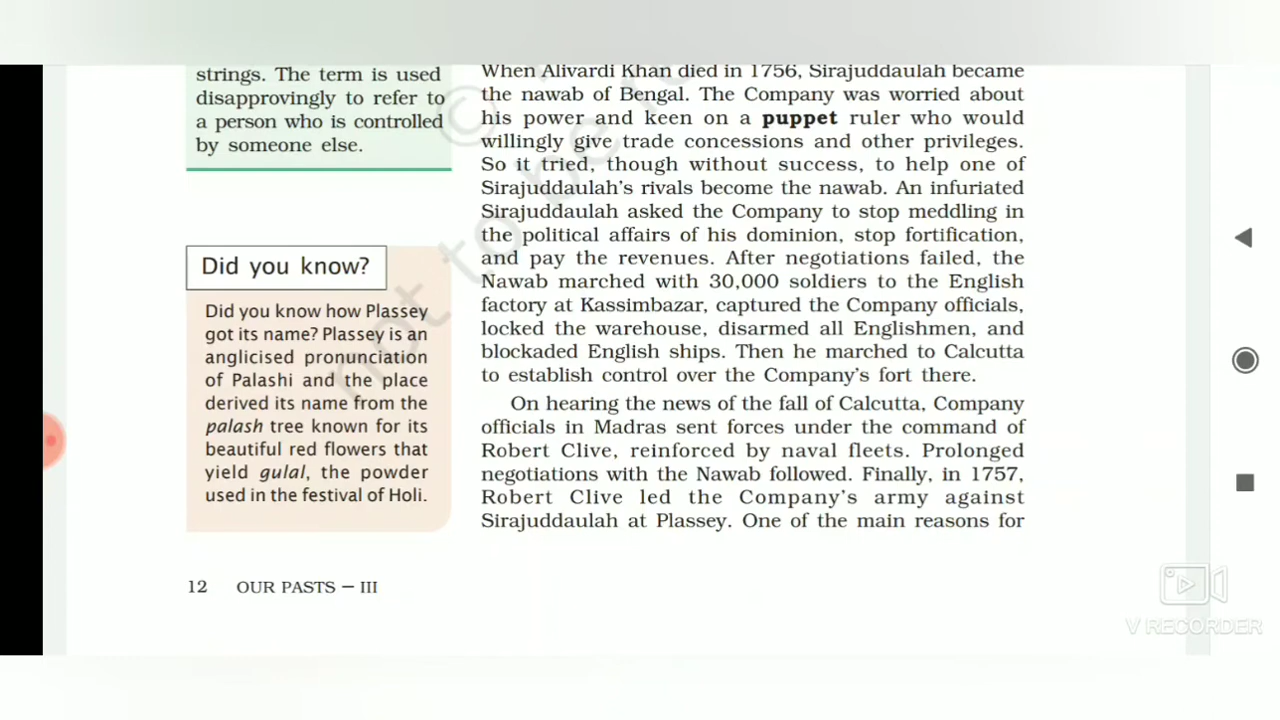 strings. The term is used
disapprovingly to refer to
a person who is controlled
by someone else.
Did you know?
Did you know how Plassey
got its name? Plassey is an
anglicised pronunciation
of Palashi and the place
derived its name from the
palash tree known for its
beautiful red flowers that
yield gulal, the powder
used in the festival of Holi.
When Alivardi Khan died in 1756, Sirajuddaulah became
the nawab of Bengal. The Company was worried about
his power and keen on a puppet ruler who would
willingly give trade concessions and other privileges.
So it tried, though without success, to help one of
Sirajuddaulah's rivals become the nawab. An infuriated
Sirajuddaulah asked the Company to stop meddling in
the political affairs of his dominion, stop fortification,
and pay the revenues. After negotiations failed, the
Nawab marched with 30,000 soldiers to the English
factory at Kassimbazar, captured the Company officials,
locked the warehouse, disarmed all Englishmen, and
blockaded English ships. Then he marched to Calcutta
to establish control over the Company's fort there.
On hearing the news of the fall of Calcutta, Company
officials in Madras sent forces under the command of
Robert Clive, reinforced by naval fleets. Prolonged
negotiations with the Nawab followed. Finally, in 1757,
Robert Clive led the Company's army against
Sirajuddaulah at Plassey. One of the main reasons for
12 OUR PASTS – III
©
not to be
V RECORDER